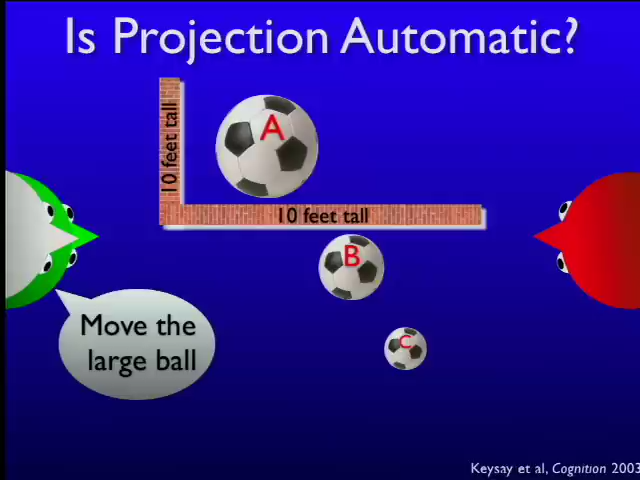 Is Projection Automatic?
10 feet tall
A
10 feet tall
B
C
Move the
large ball
Keysay et al, Cognition 2003